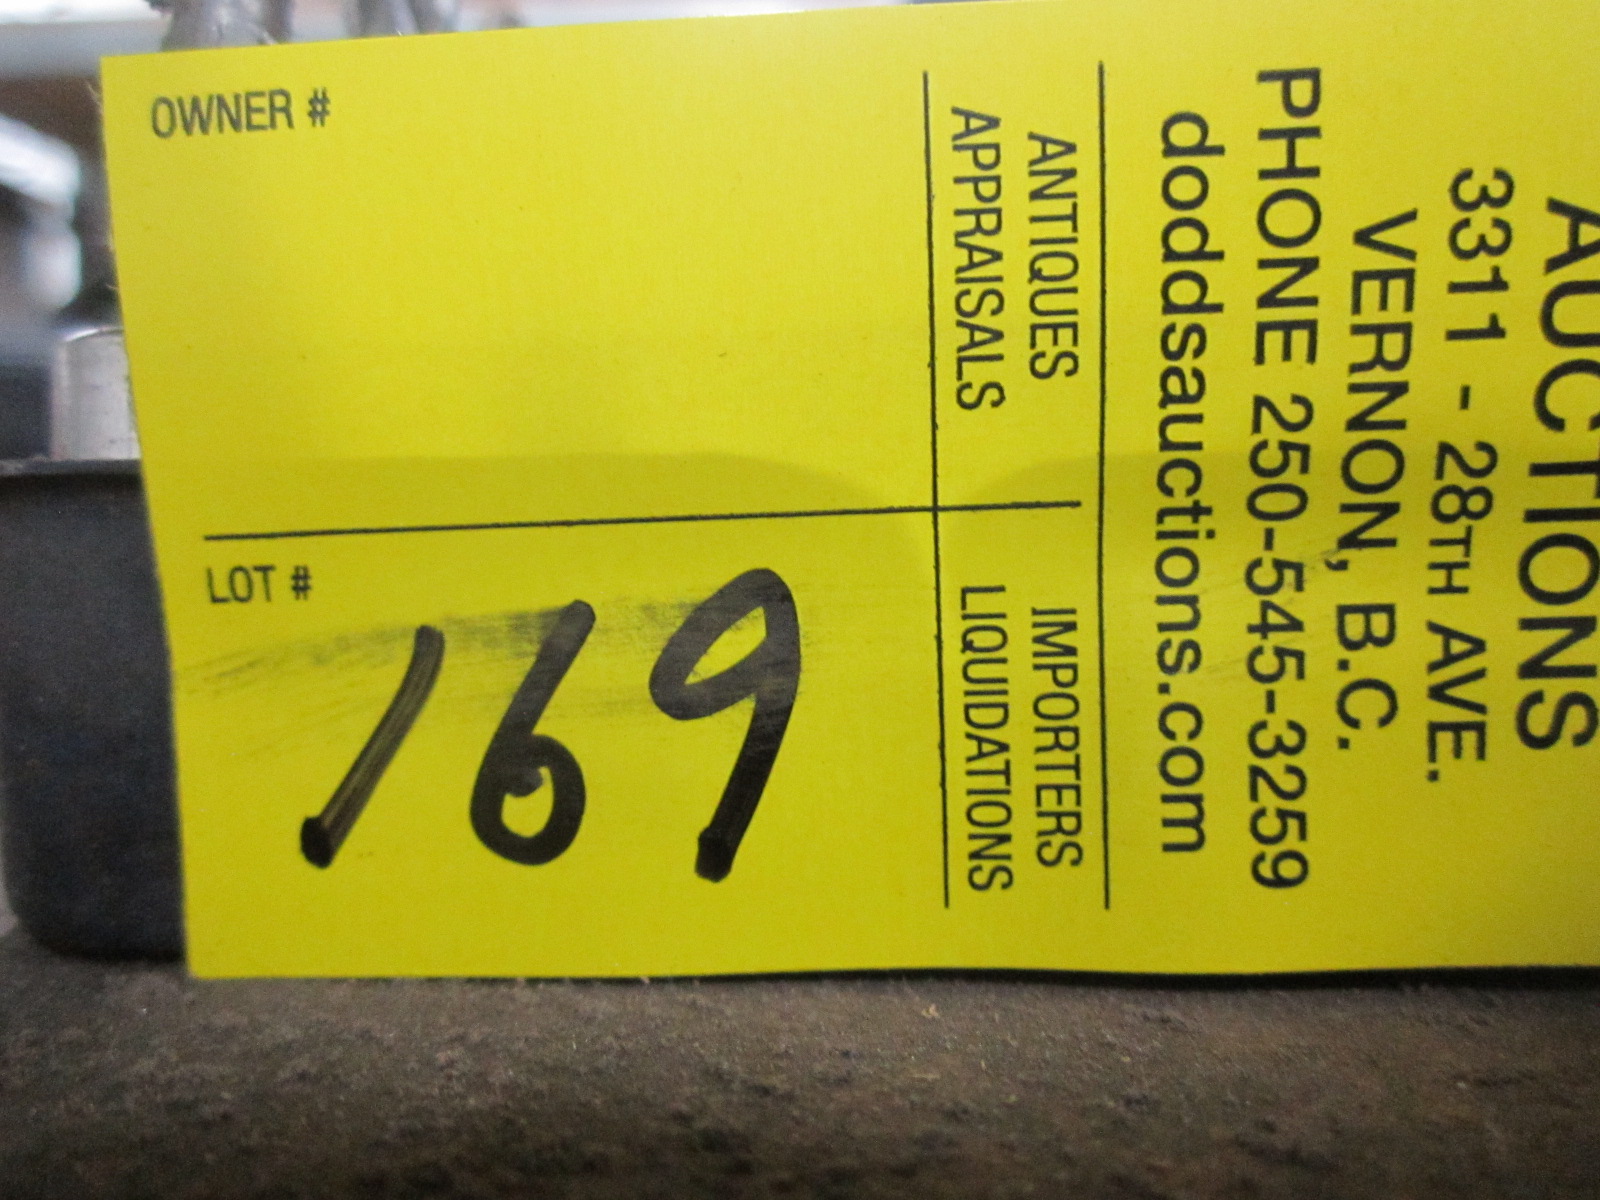 AUCTIONS
3311 - 28TH AVE.
VERNON, B.C.
PHONE 250-545-3259
doddsauctions.com
ANTIQUES IMPORTERS
APPRAISALS LIQUIDATIONS
OWNER #
LOT #
169